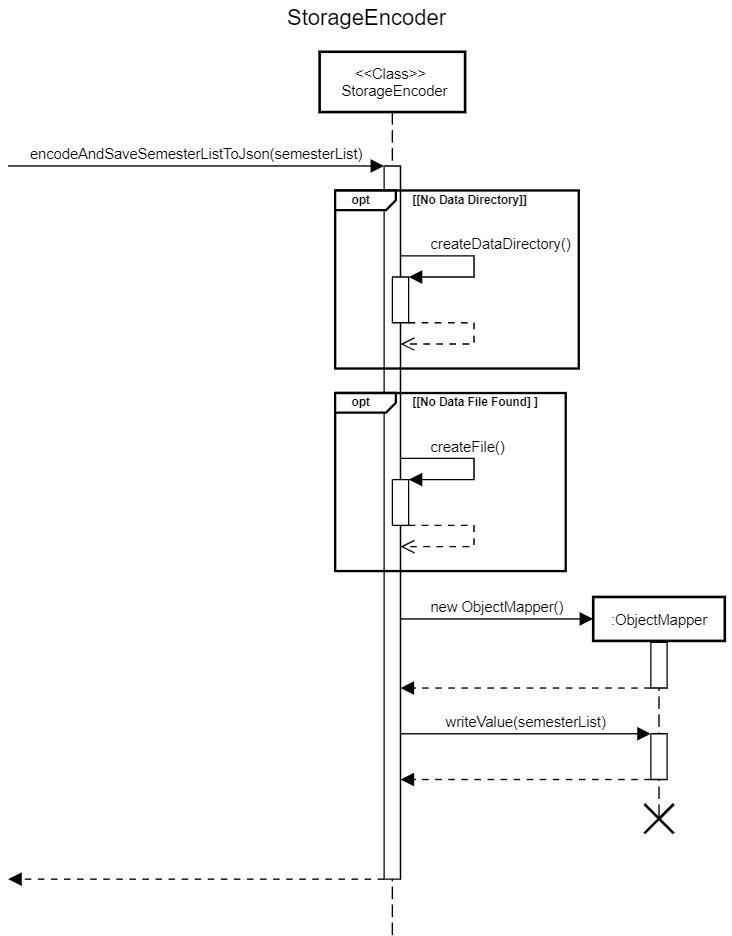 StorageEncoder
<<Class>>
StorageEncoder
encodeAndSaveSemesterListToJson(semesterList)
opt [[No Data Directory]]
createDataDirectory()
opt [[No Data File Found] ]
createFile()
new ObjectMapper()
:ObjectMapper
writeValue(semesterList)